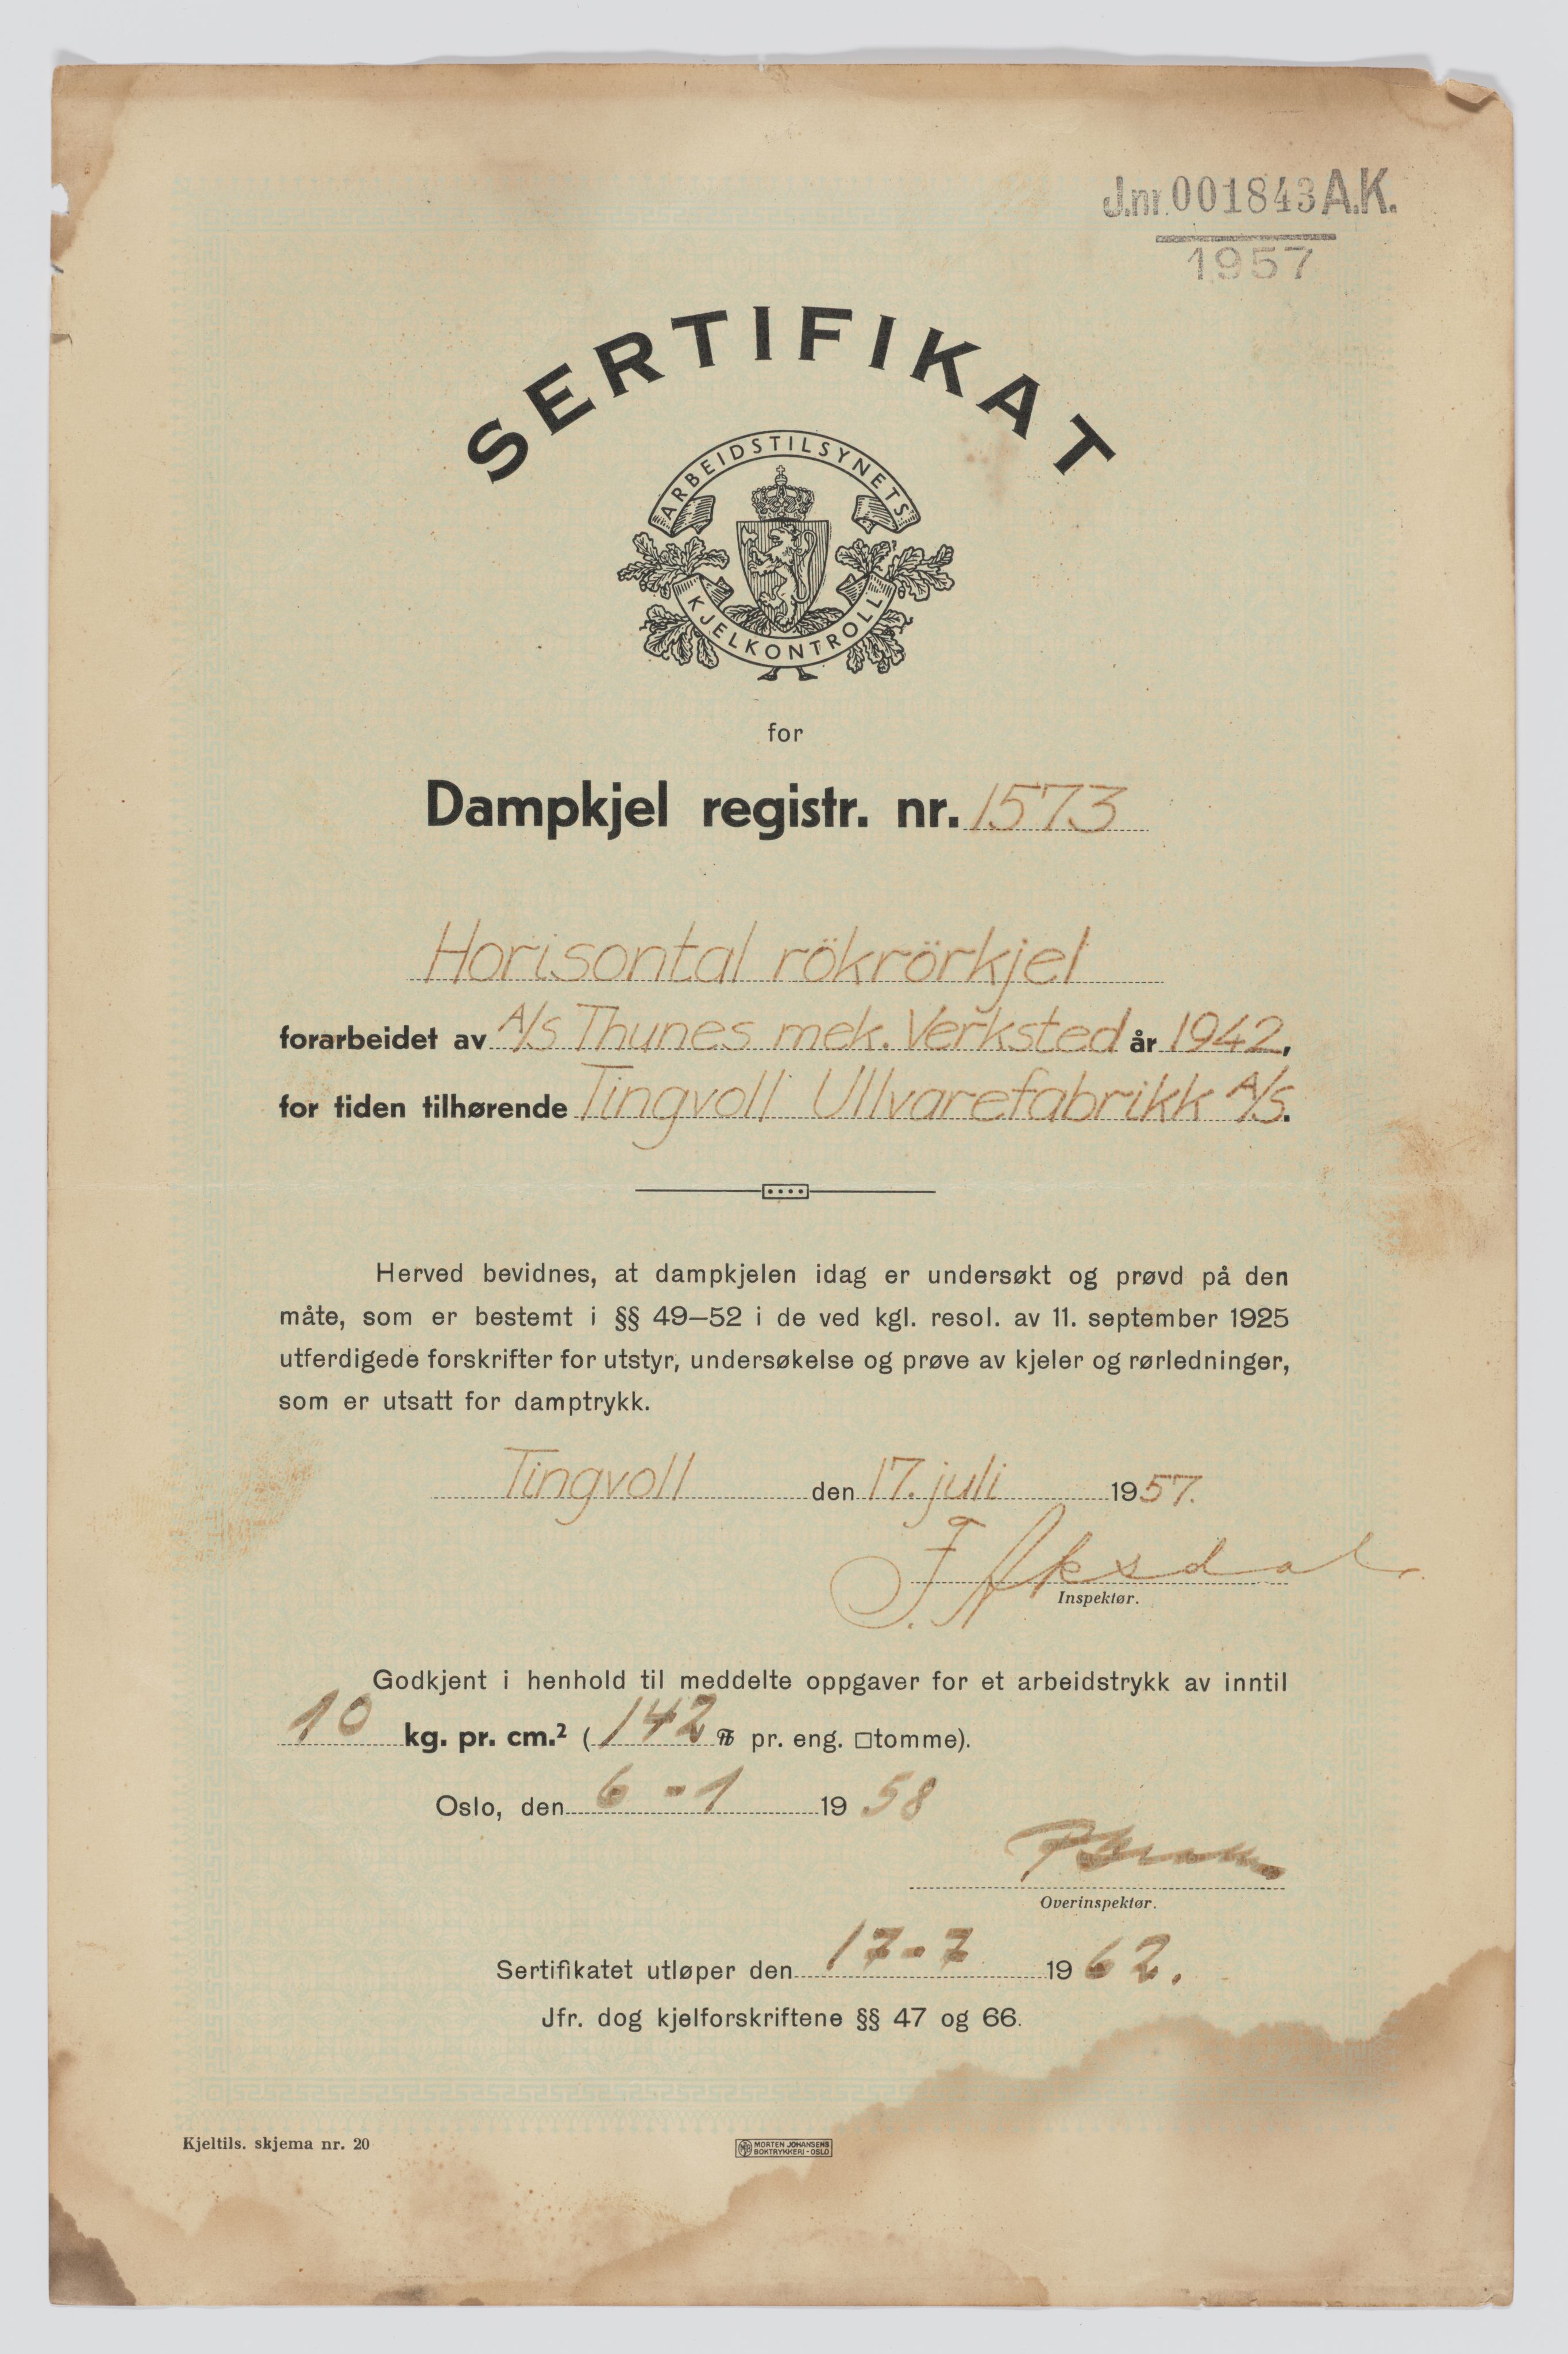 J.nr. 001843 A.K.
1957
SERTIFIKAT
ARBEIDSTILSYNETS
KJELKONTROLL
for
Dampkjel registr. nr. 1573
Horisontal rökrörkjel
forarbeidet av A/S Thunes mek. Verksted år 1942,
for tiden tilhørende Tingvoll Ullvarefabrikk A/S.
Herved bevidnes, at dampkjelen idag er undersøkt og prøvd på den
måte, som er bestemt i §§ 49—52 i de ved kgl. resol. av 11. september 1925
utferdigede forskrifter for utstyr, undersøkelse og prøve av kjeler og rørledninger,
som er utsatt for damptrykk.
Tingvoll den 17. juli 1957.
F. Aksdal
Inspektør.
Godkjent i henhold til meddelte oppgaver for et arbeidstrykk av inntil
10 kg. pr. cm.² (142 ℔ pr. eng. □tomme).
Oslo, den 6-1 1958
Overinspektør.
Sertifikatet utløper den 17-7 1962.
Jfr. dog kjelforskriftene §§ 47 og 66.
Kjeltils. skjema nr. 20
MORTEN JOHANSENS
BOKTRYKKERI - OSLO